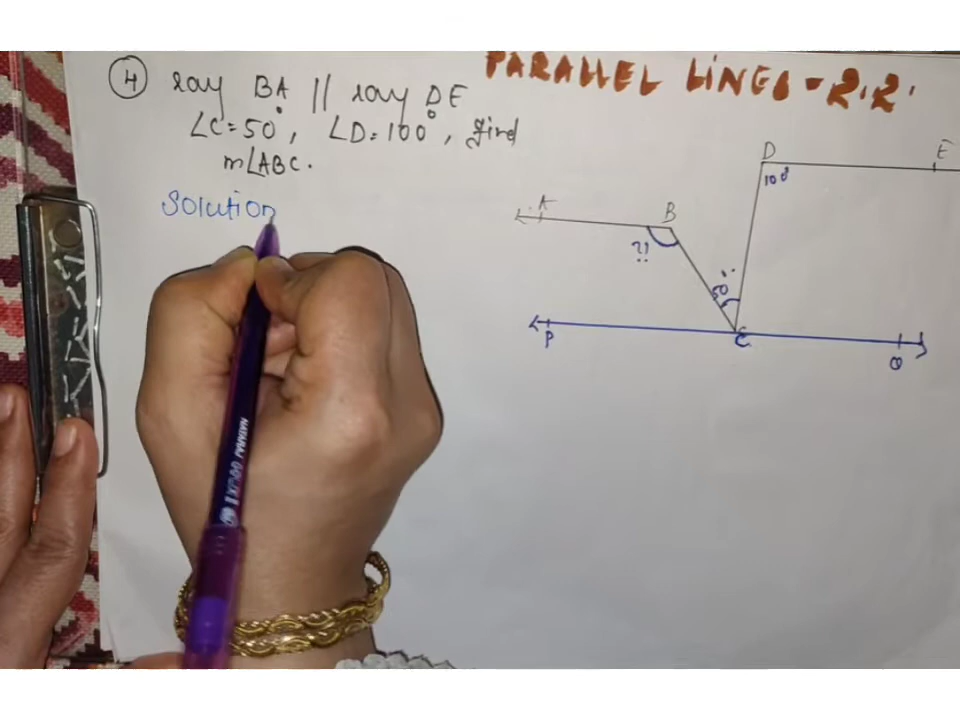 4 ray BA || ray DE
∠C=50°, ∠D=100°, find
m∠ABC.
Solution
PARALLEL LINES - 2.2.
D
E
100°
A
B
??
50°
P
C
Q